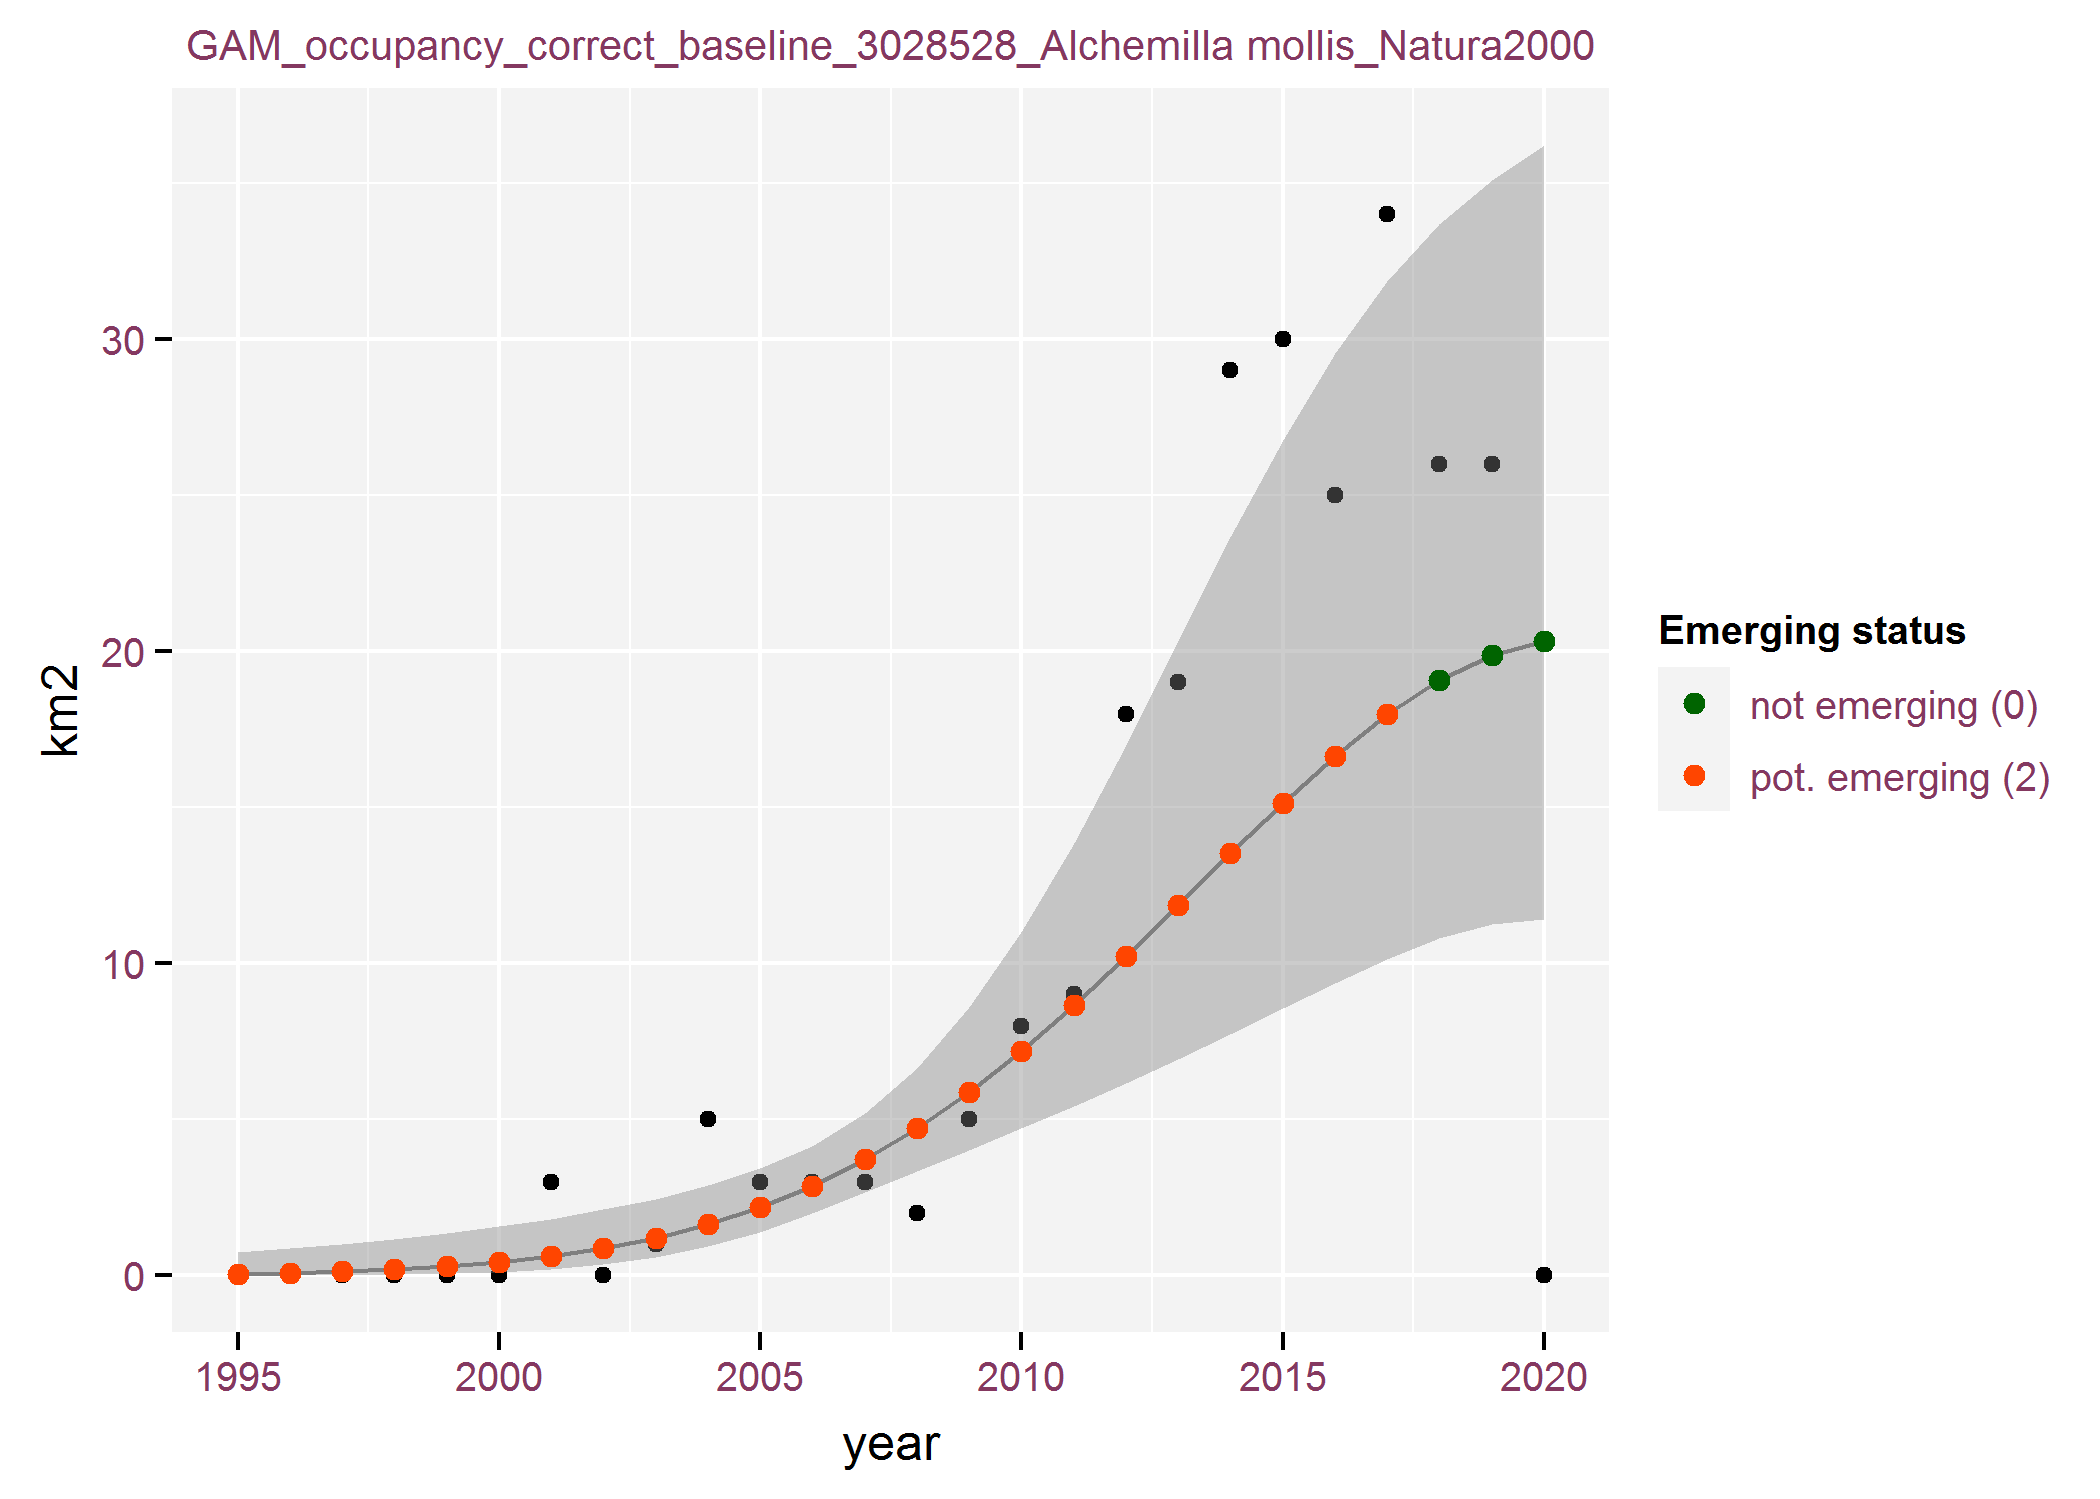 GAM_occupancy_correct_baseline_3028528_Alchemilla mollis_Natura2000
30
20
10
0
km2
1995 2000 2005 2010 2015 2020
year
Emerging status
not emerging (0)
pot. emerging (2)